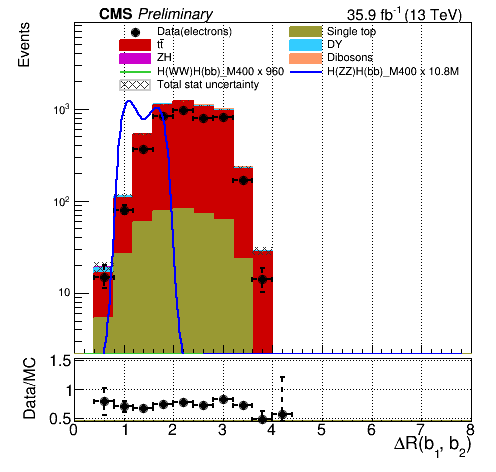 CMS Preliminary 35.9 fb⁻¹ (13 TeV)
Events
Data(electrons) Single top
tt̄ DY
ZH Dibosons
H(WW)H(bb)_M400 x 960 H(ZZ)H(bb)_M400 x 10.8M
Total stat uncertainty
10³
10²
10
Data/MC
1.5
1
0.5
0 1 2 3 4 5 6 7 8
ΔR(b₁, b₂)